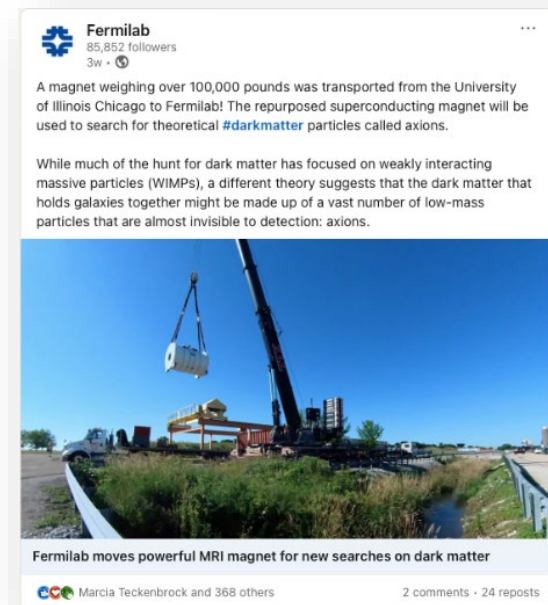 Fermilab
85,852 followers
3w •
A magnet weighing over 100,000 pounds was transported from the University
of Illinois Chicago to Fermilab! The repurposed superconducting magnet will be
used to search for theoretical #darkmatter particles called axions.
While much of the hunt for dark matter has focused on weakly interacting
massive particles (WIMPs), a different theory suggests that the dark matter that
holds galaxies together might be made up of a vast number of low-mass
particles that are almost invisible to detection: axions.
Fermilab moves powerful MRI magnet for new searches on dark matter
Marcia Teckenbrock and 368 others
2 comments • 24 reposts